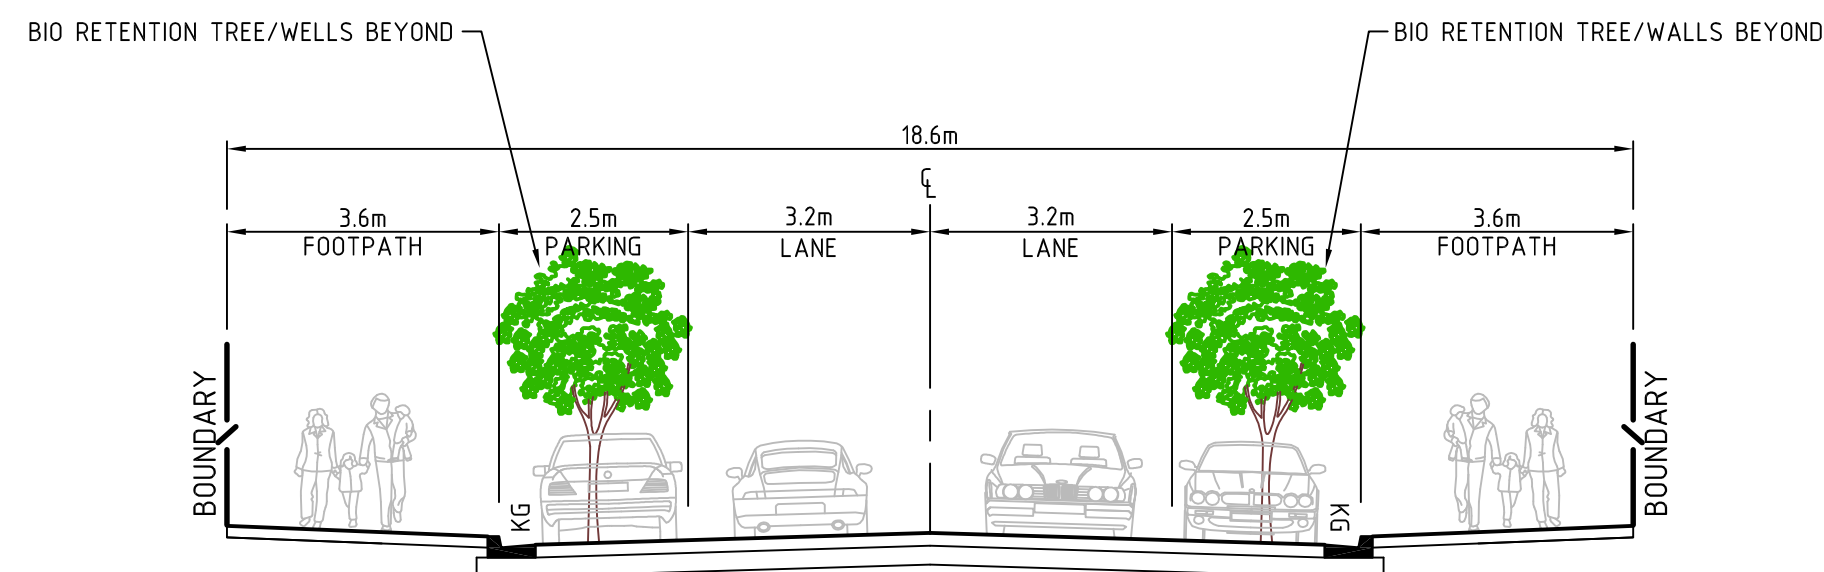 BIO RETENTION TREE/WELLS BEYOND
BIO RETENTION TREE/WALLS BEYOND
18.6m
CL
3.6m
2.5m
3.2m
3.2m
2.5m
3.6m
FOOTPATH
PARKING
LANE
LANE
PARKING
FOOTPATH
BOUNDARY
BOUNDARY
KG
KG